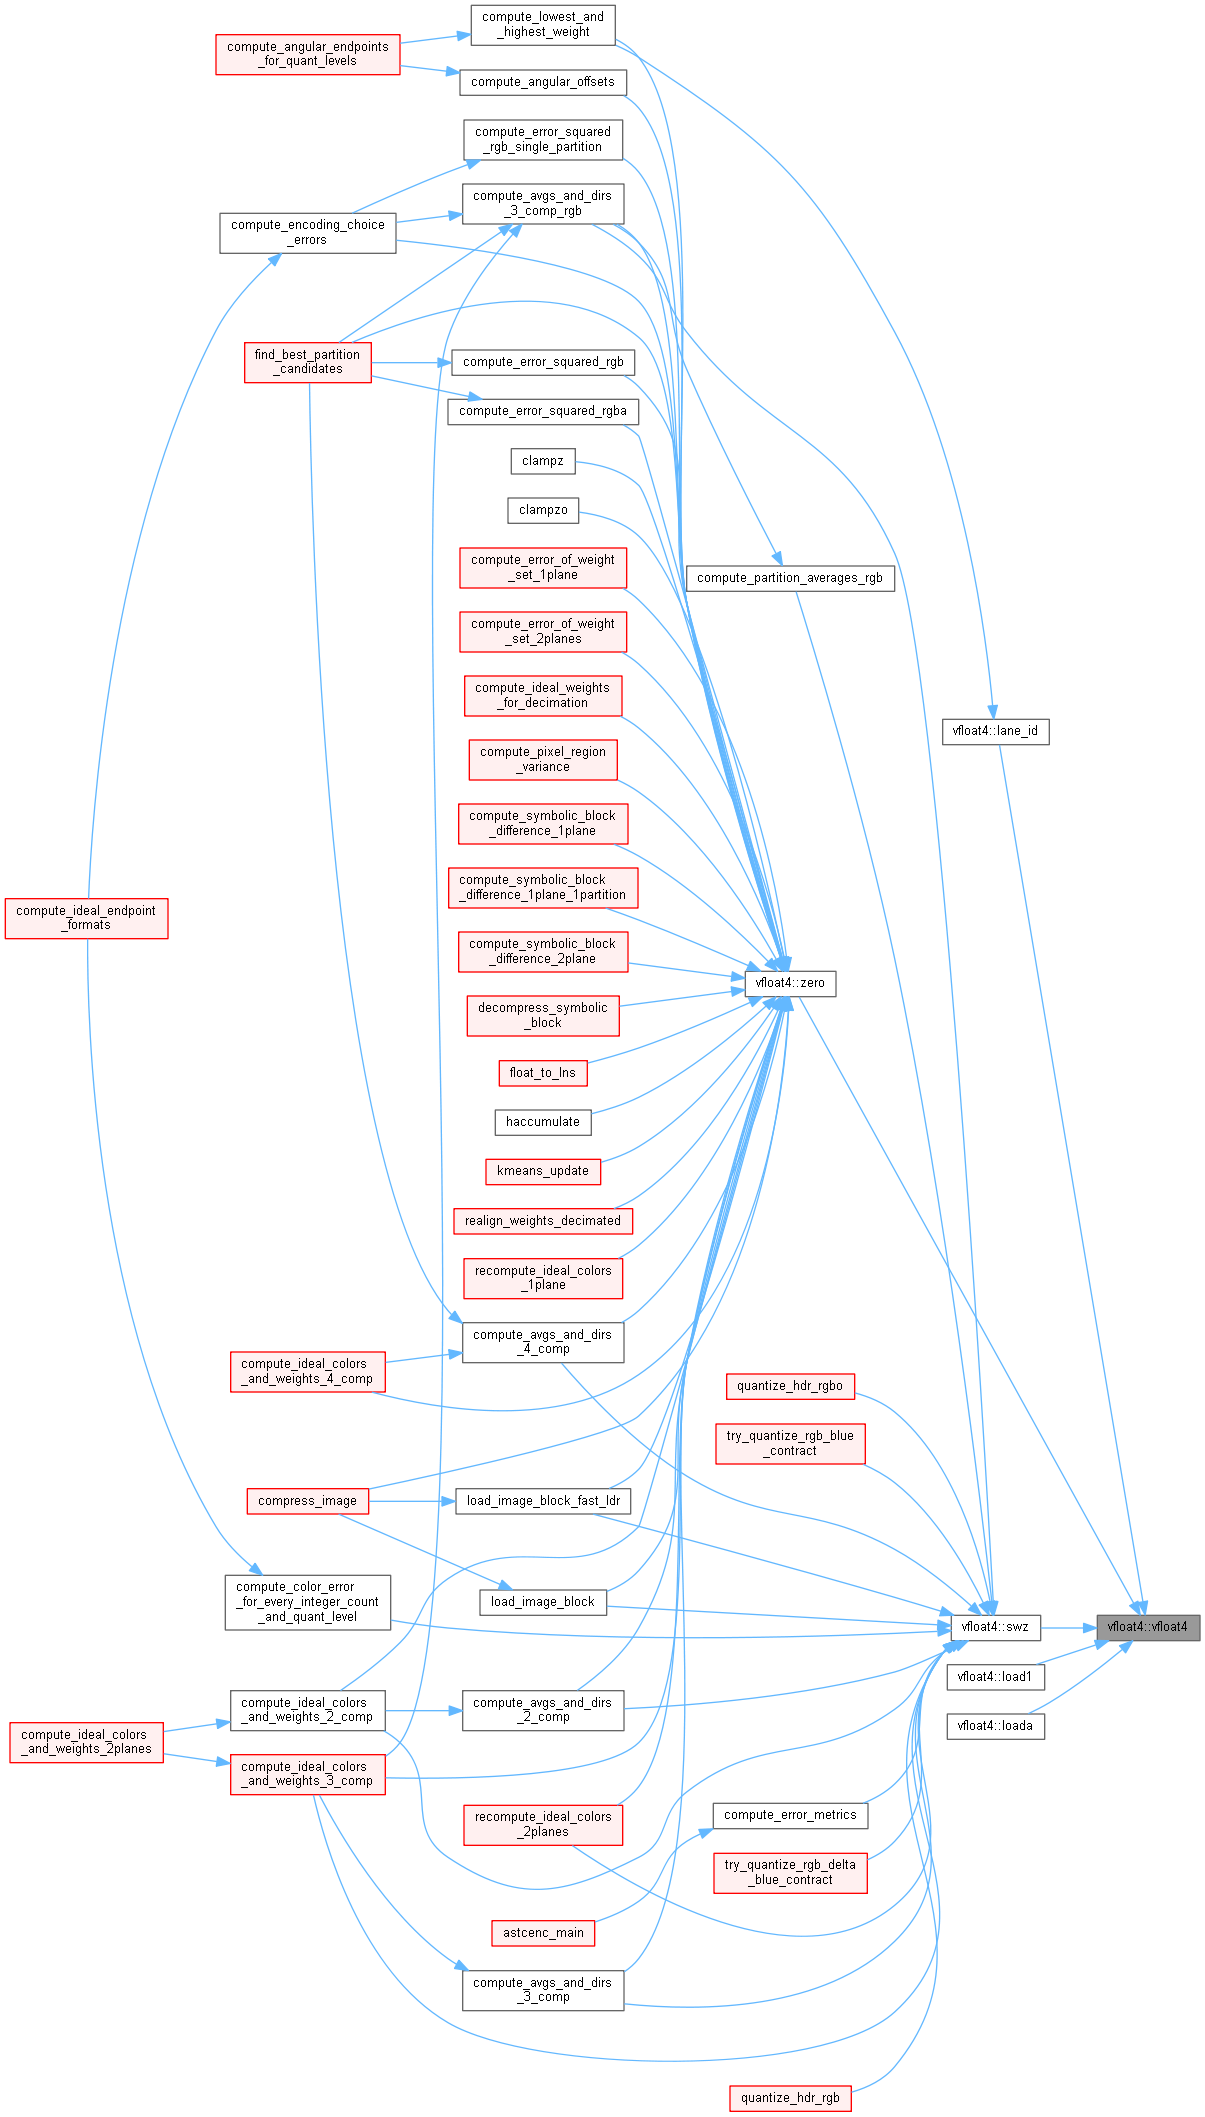 compute_lowest_and
_highest_weight
compute_angular_endpoints
_for_quant_levels
compute_angular_offsets
compute_error_squared
_rgb_single_partition
compute_avgs_and_dirs
_3_comp_rgb
compute_encoding_choice
_errors
find_best_partition
_candidates
compute_error_squared_rgb
compute_error_squared_rgba
clampz
clampzo
compute_error_of_weight
_set_1plane
compute_partition_averages_rgb
compute_error_of_weight
_set_2planes
compute_ideal_weights
_for_decimation
vfloat4::lane_id
compute_pixel_region
_variance
compute_symbolic_block
_difference_1plane
compute_symbolic_block
_difference_1plane_1partition
compute_ideal_endpoint
_formats
compute_symbolic_block
_difference_2plane
vfloat4::zero
decompress_symbolic
_block
float_to_lns
haccumulate
kmeans_update
realign_weights_decimated
recompute_ideal_colors
_1plane
compute_avgs_and_dirs
_4_comp
compute_ideal_colors
_and_weights_4_comp
quantize_hdr_rgbo
try_quantize_rgb_blue
_contract
compress_image
load_image_block_fast_ldr
compute_color_error
_for_every_integer_count
_and_quant_level
load_image_block
vfloat4::swz
vfloat4::vfloat4
vfloat4::load1
compute_ideal_colors
_and_weights_2_comp
compute_avgs_and_dirs
_2_comp
vfloat4::loada
compute_ideal_colors
_and_weights_2planes
compute_ideal_colors
_and_weights_3_comp
recompute_ideal_colors
_2planes
compute_error_metrics
try_quantize_rgb_delta
_blue_contract
astcenc_main
compute_avgs_and_dirs
_3_comp
quantize_hdr_rgb